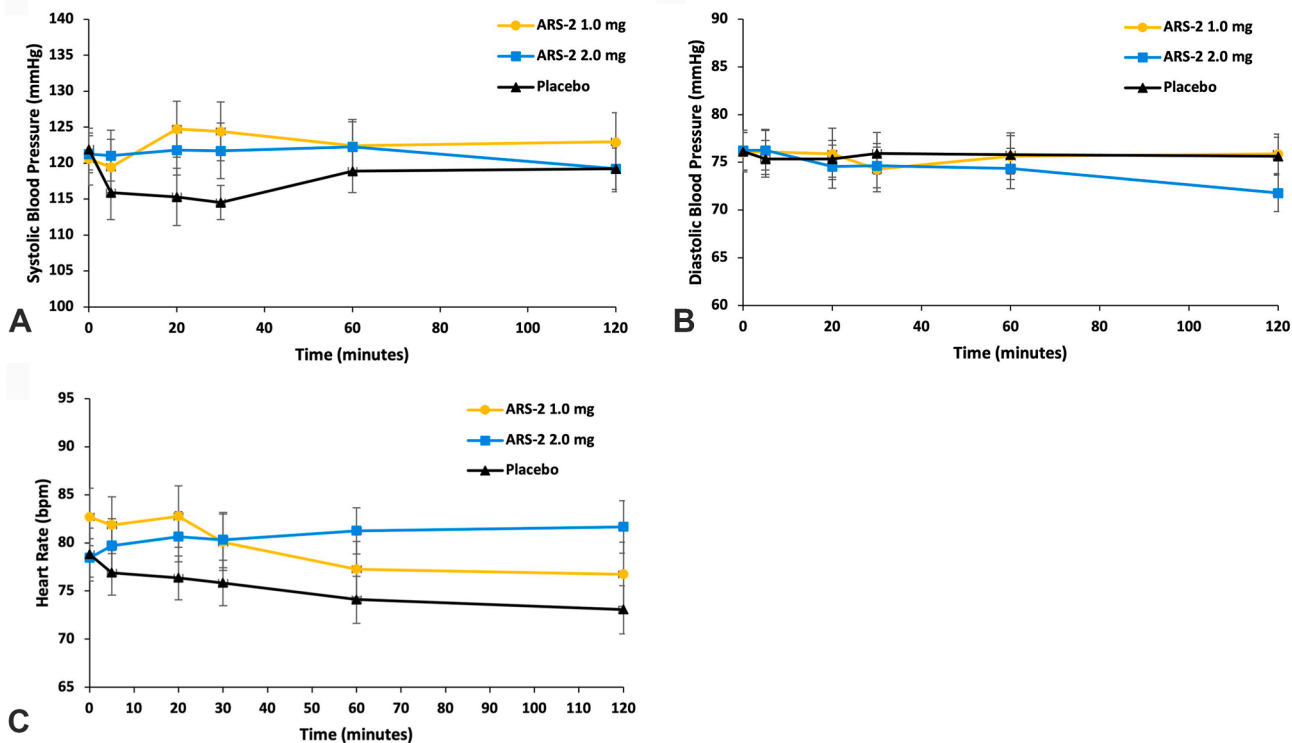 140
135
130
125
120
115
110
105
100
Systolic Blood Pressure (mmHg)
ARS-2 1.0 mg
ARS-2 2.0 mg
Placebo
0 20 40 60 80 100 120
Time (minutes)
A
90
85
80
75
70
65
60
Diastolic Blood Pressure (mmHg)
ARS-2 1.0 mg
ARS-2 2.0 mg
Placebo
0 20 40 60 80 100 120
Time (minutes)
B
95
90
85
80
75
70
65
Heart Rate (bpm)
ARS-2 1.0 mg
ARS-2 2.0 mg
Placebo
0 10 20 30 40 50 60 70 80 90 100 110 120
Time (minutes)
C